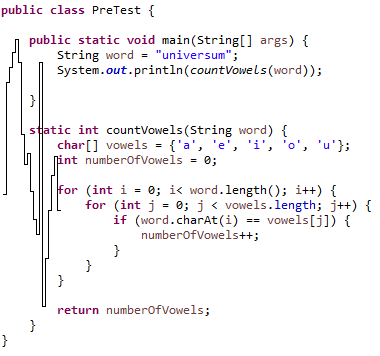 public class PreTest {
public static void main(String[] args) {
String word = "universum";
System.out.println(countVowels(word));
}
static int countVowels(String word) {
char[] vowels = {'a', 'e', 'i', 'o', 'u'};
int numberOfVowels = 0;
for (int i = 0; i< word.length(); i++) {
for (int j = 0; j < vowels.length; j++) {
if (word.charAt(i) == vowels[j]) {
numberOfVowels++;
}
}
}
return numberOfVowels;
}
}